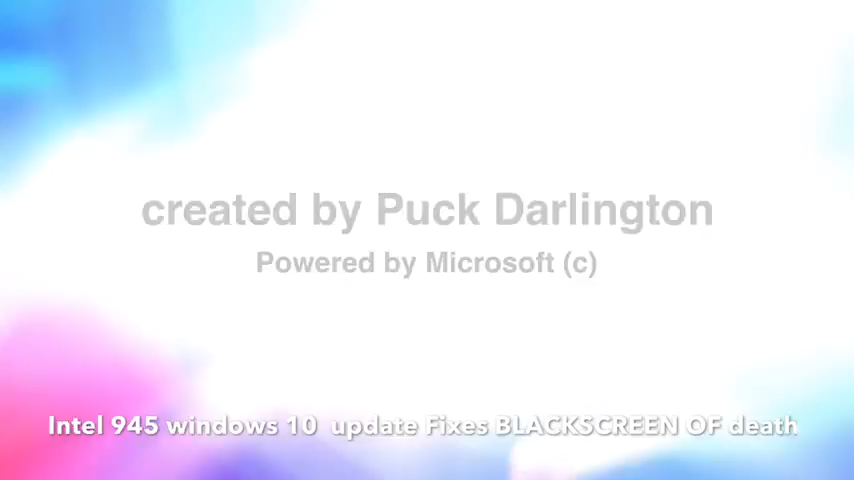 created by Puck Darlington
Powered by Microsoft (c)
Intel 945 windows 10  update Fixes BLACKSCREEN OF death